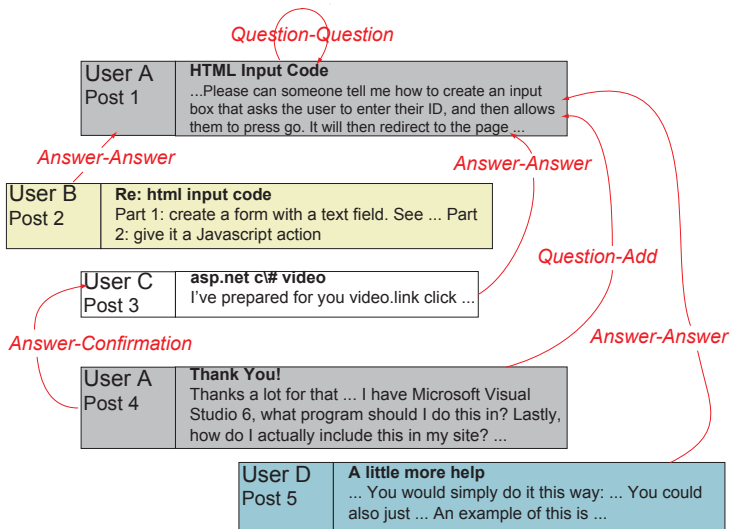 Question-Question
User A
Post 1
HTML Input Code
…Please can someone tell me how to create an input
box that asks the user to enter their ID, and then allows
them to press go. It will then redirect to the page ...
Answer-Answer
Answer-Answer
User B
Post 2
Re: html input code
Part 1: create a form with a text field. See ... Part
2: give it a Javascript action
Question-Add
User C
Post 3
asp.net c\# video
I've prepared for you video.link click ...
Answer-Confirmation
Answer-Answer
User A
Post 4
Thank You!
Thanks a lot for that ... I have Microsoft Visual
Studio 6, what program should I do this in? Lastly,
how do I actually include this in my site? ...
User D
Post 5
A little more help
... You would simply do it this way: ... You could
also just ... An example of this is ...